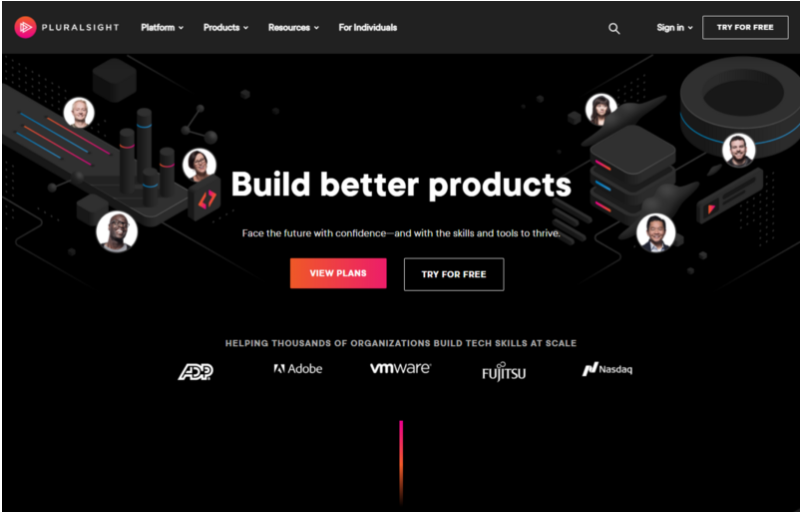 PLURALSIGHT
Platform
Products
Resources
For Individuals
Sign in
TRY FOR FREE
Build better products
Face the future with confidence—and with the skills and tools to thrive.
VIEW PLANS
TRY FOR FREE
HELPING THOUSANDS OF ORGANIZATIONS BUILD TECH SKILLS AT SCALE
ADP
Adobe
vmware
FUJITSU
Nasdaq